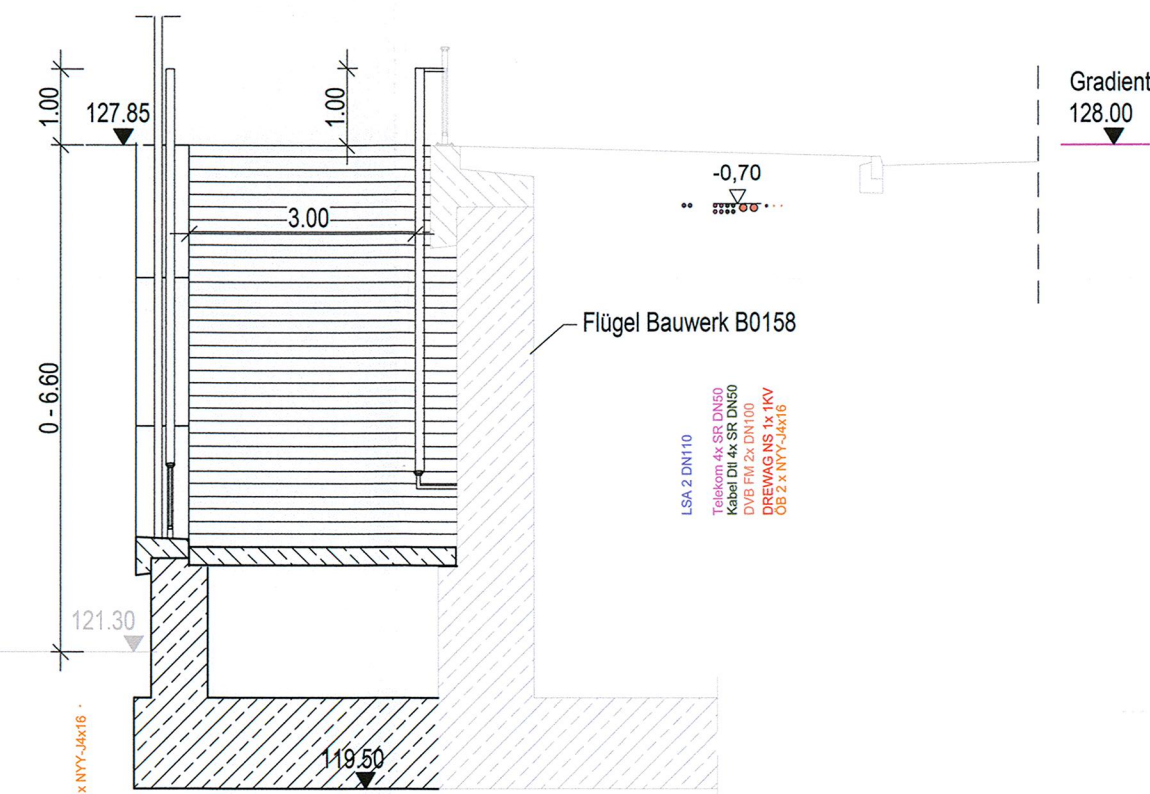 1.00
127.85
1.00
Gradient
128.00
-0,70
3.00
Flügel Bauwerk B0158
0 - 6.60
LSA 2 DN110
Telekom 4x SR DN50
Kabel Dtl 4x SR DN50
DVB FM 2x DN100
DREWAG NS 1x 1KV
ÖB 2 x NYY-J4x16
121.30
x NYY-J4x16
119.50